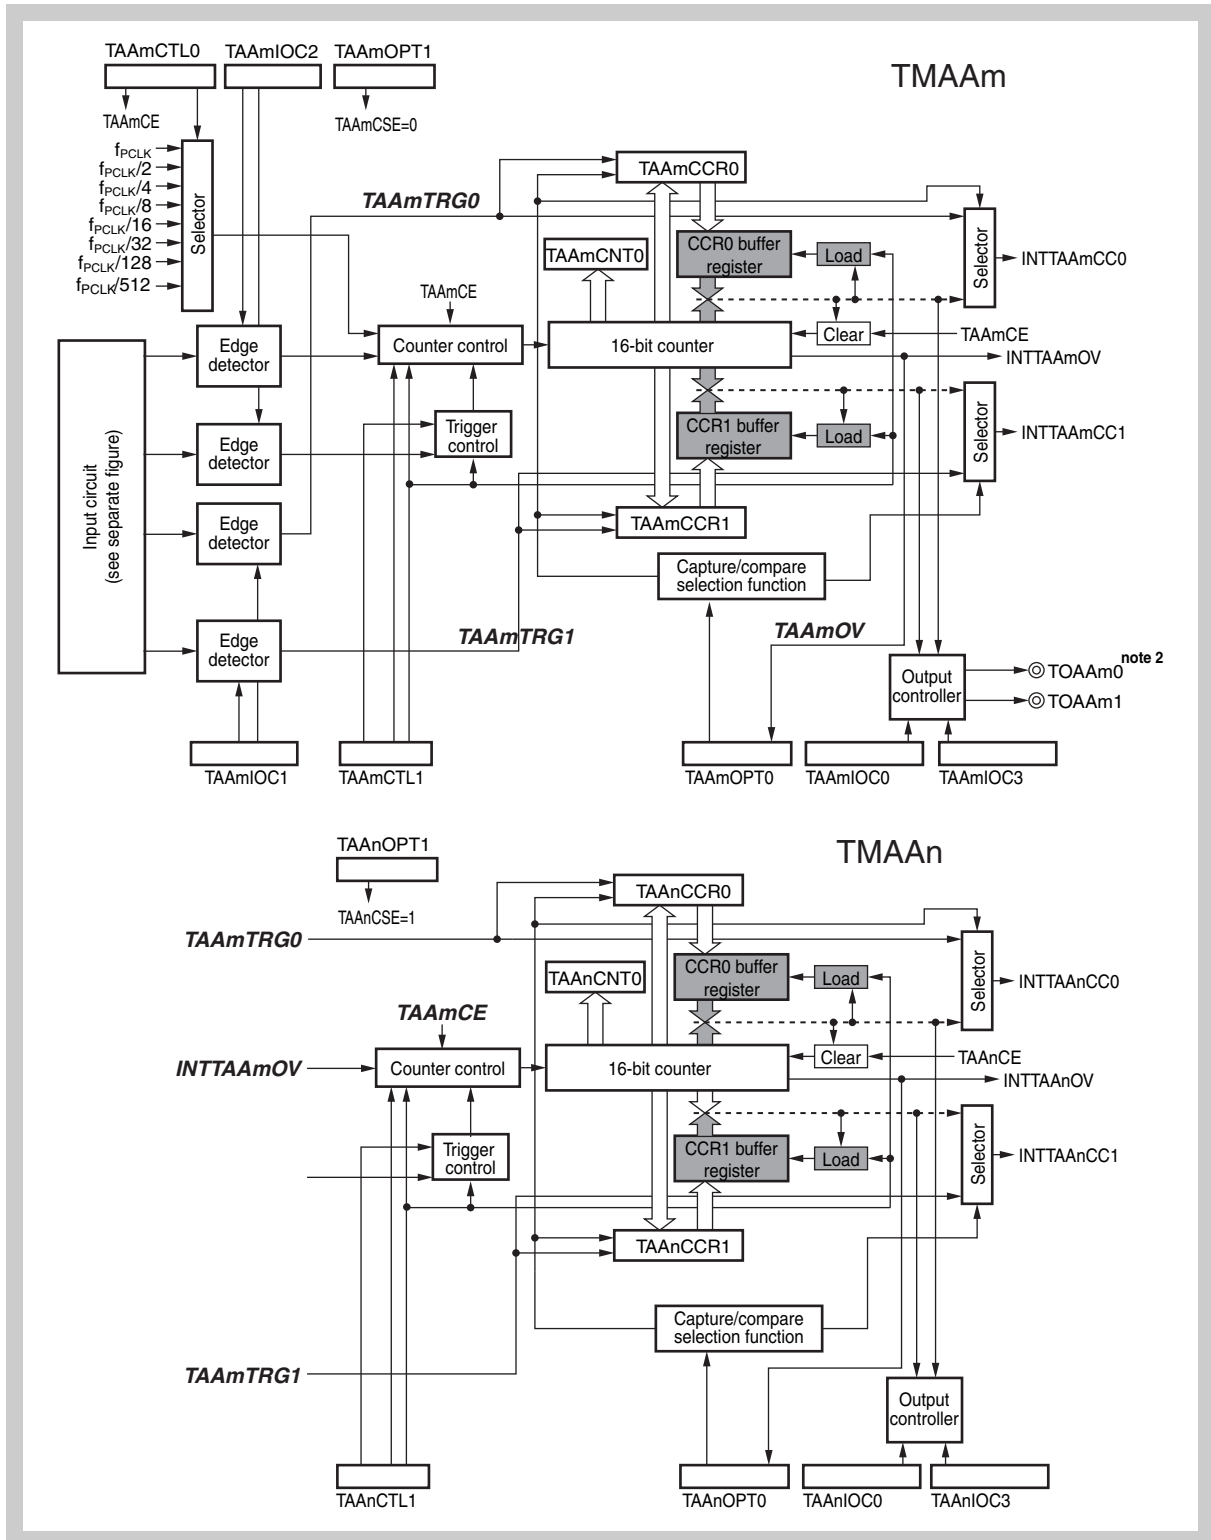 TAAmCTL0
TAAmIOC2
TAAmOPT1
TMAAm
TAAmCE
TAAmCSE=0
fPCLK
fPCLK/2
fPCLK/4
fPCLK/8
fPCLK/16
fPCLK/32
fPCLK/128
fPCLK/512
Selector
TAAmTRG0
TAAmCCR0
TAAmCNT0
CCR0 buffer
register
Load
Selector
INTTAAmCC0
TAAmCE
Counter control
16-bit counter
Clear
TAAmCE
INTTAAmOV
Input circuit
(see separate figure)
Edge
detector
Edge
detector
Edge
detector
Edge
detector
Trigger
control
CCR1 buffer
register
Load
Selector
INTTAAmCC1
TAAmCCR1
Capture/compare
selection function
TAAmTRG1
TAAmOV
Output
controller
TOAAm0
note 2
TOAAm1
TAAmIOC1
TAAmCTL1
TAAmOPT0
TAAmIOC0
TAAmIOC3
TAAnOPT1
TMAAn
TAAnCSE=1
TAAnCCR0
TAAmTRG0
TAAnCNT0
CCR0 buffer
register
Load
Selector
INTTAAnCC0
TAAmCE
INTTAAmOV
Counter control
16-bit counter
Clear
TAAnCE
INTTAAnOV
Trigger
control
CCR1 buffer
register
Load
Selector
INTTAAnCC1
TAAnCCR1
Capture/compare
selection function
TAAmTRG1
Output
controller
TAAnCTL1
TAAnOPT0
TAAnIOC0
TAAnIOC3